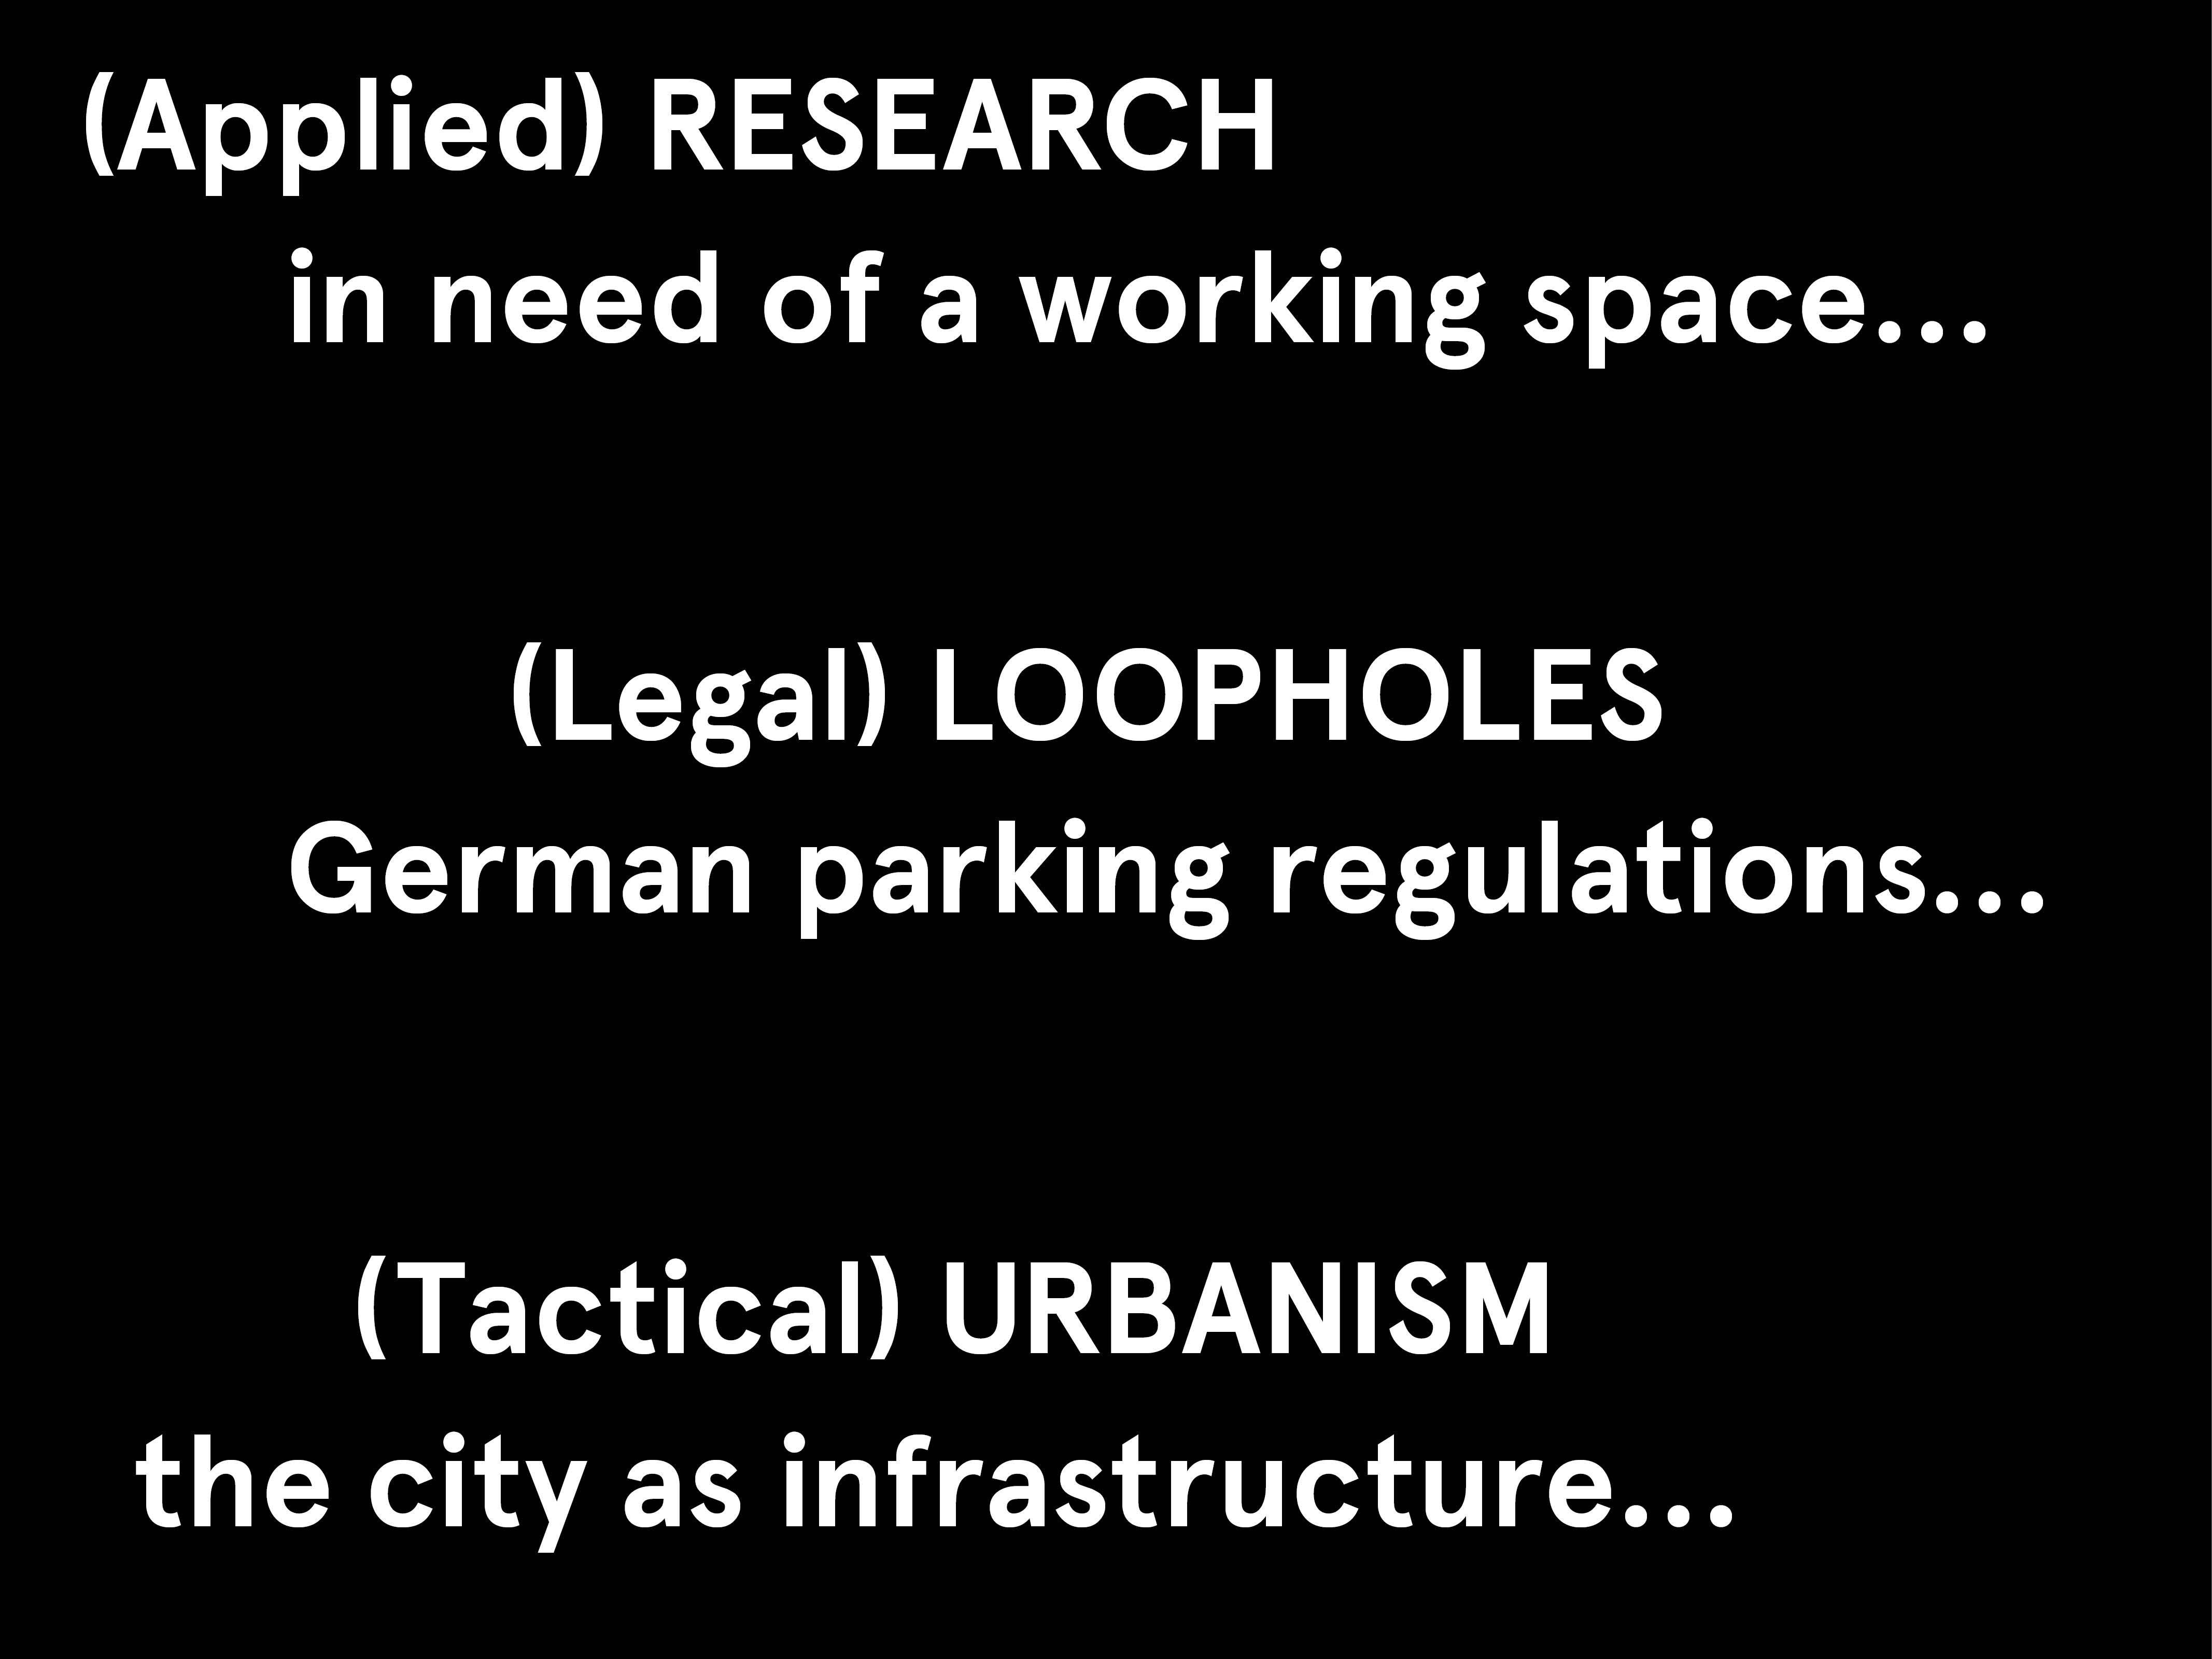 (Applied) RESEARCH
in need of a working space...
(Legal) LOOPHOLES
German parking regulations...
(Tactical) URBANISM
the city as infrastructure...